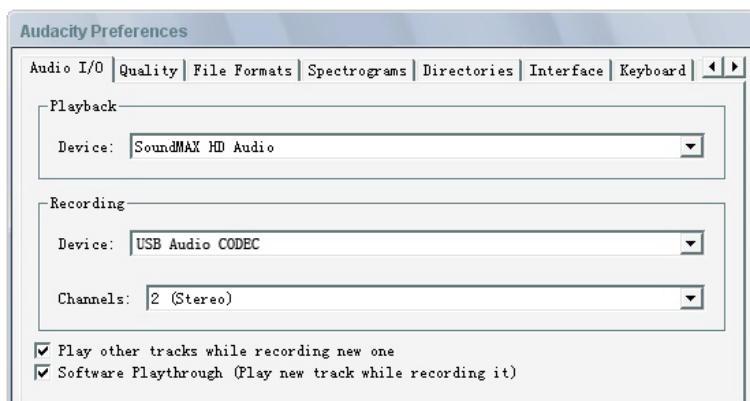 Audacity Preferences
Audio I/O Quality File Formats Spectrograms Directories Interface Keyboard
Playback
Device: SoundMAX HD Audio
Recording
Device: USB Audio CODEC
Channels: 2 (Stereo)
Play other tracks while recording new one
Software Playthrough (Play new track while recording it)